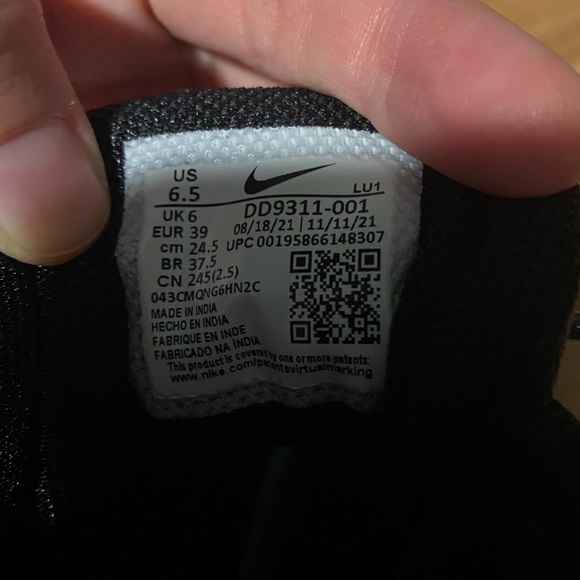 US
6.5
LU1
UK 6
EUR 39
cm 24.5
BR 37.5
CN 245(2.5)
DD9311-001
08/18/21 | 11/11/21
UPC 00195866148307
043CMQNG6HN2C
MADE IN INDIA
HECHO EN INDIA
FABRIQUE EN INDE
FABRICADO NA ÍNDIA
This product is covered by one or more patents:
www.nike.com/patentsvirtualmarking